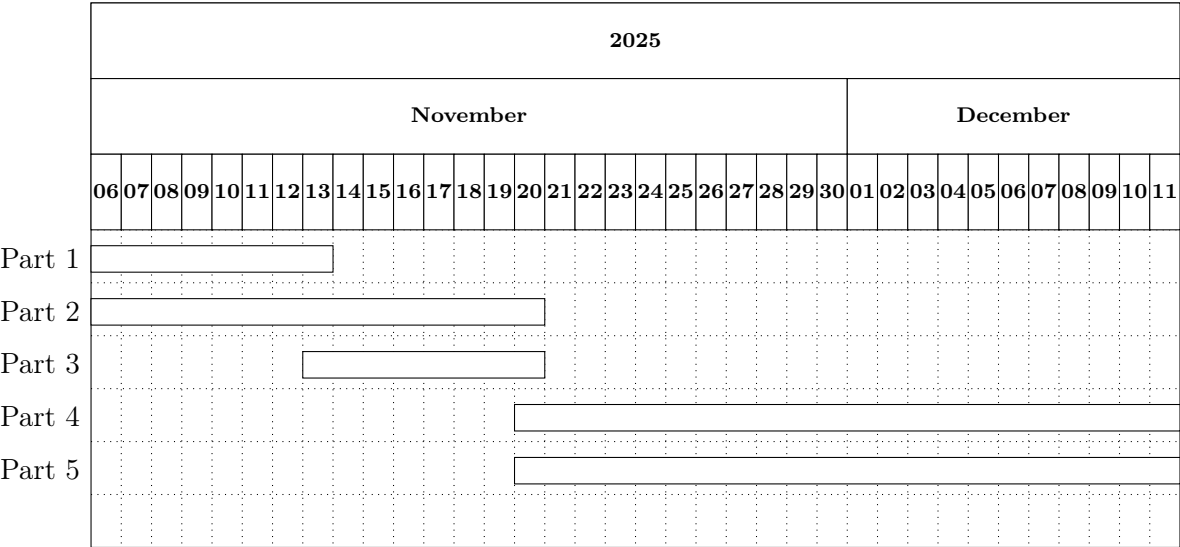 2025
November December
06 07 08 09 10 11 12 13 14 15 16 17 18 19 20 21 22 23 24 25 26 27 28 29 30 01 02 03 04 05 06 07 08 09 10 11
Part 1
Part 2
Part 3
Part 4
Part 5